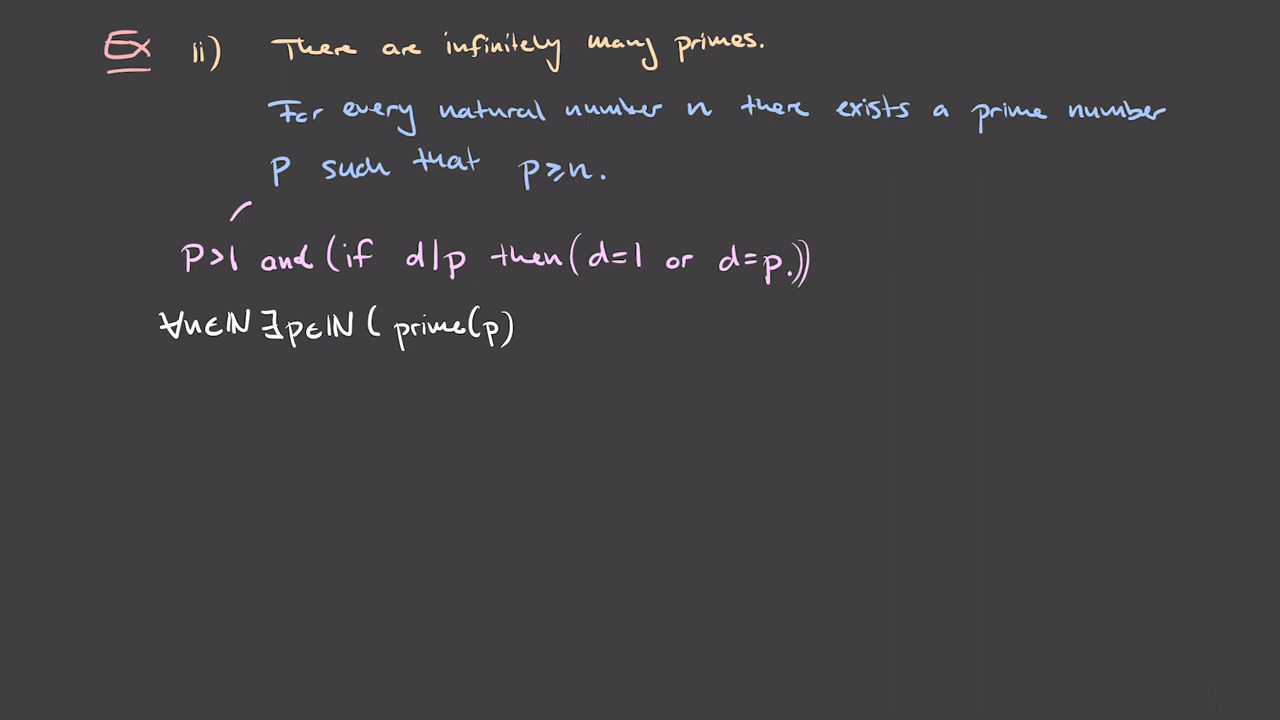 Ex ii) There are infinitely many primes.
For every natural number n there exists a prime number
p such that p⩾n.
P>1 and (if d|p then (d=1 or d=p.))
∀n∈ℕ ∃p∈ℕ ( prime(p)